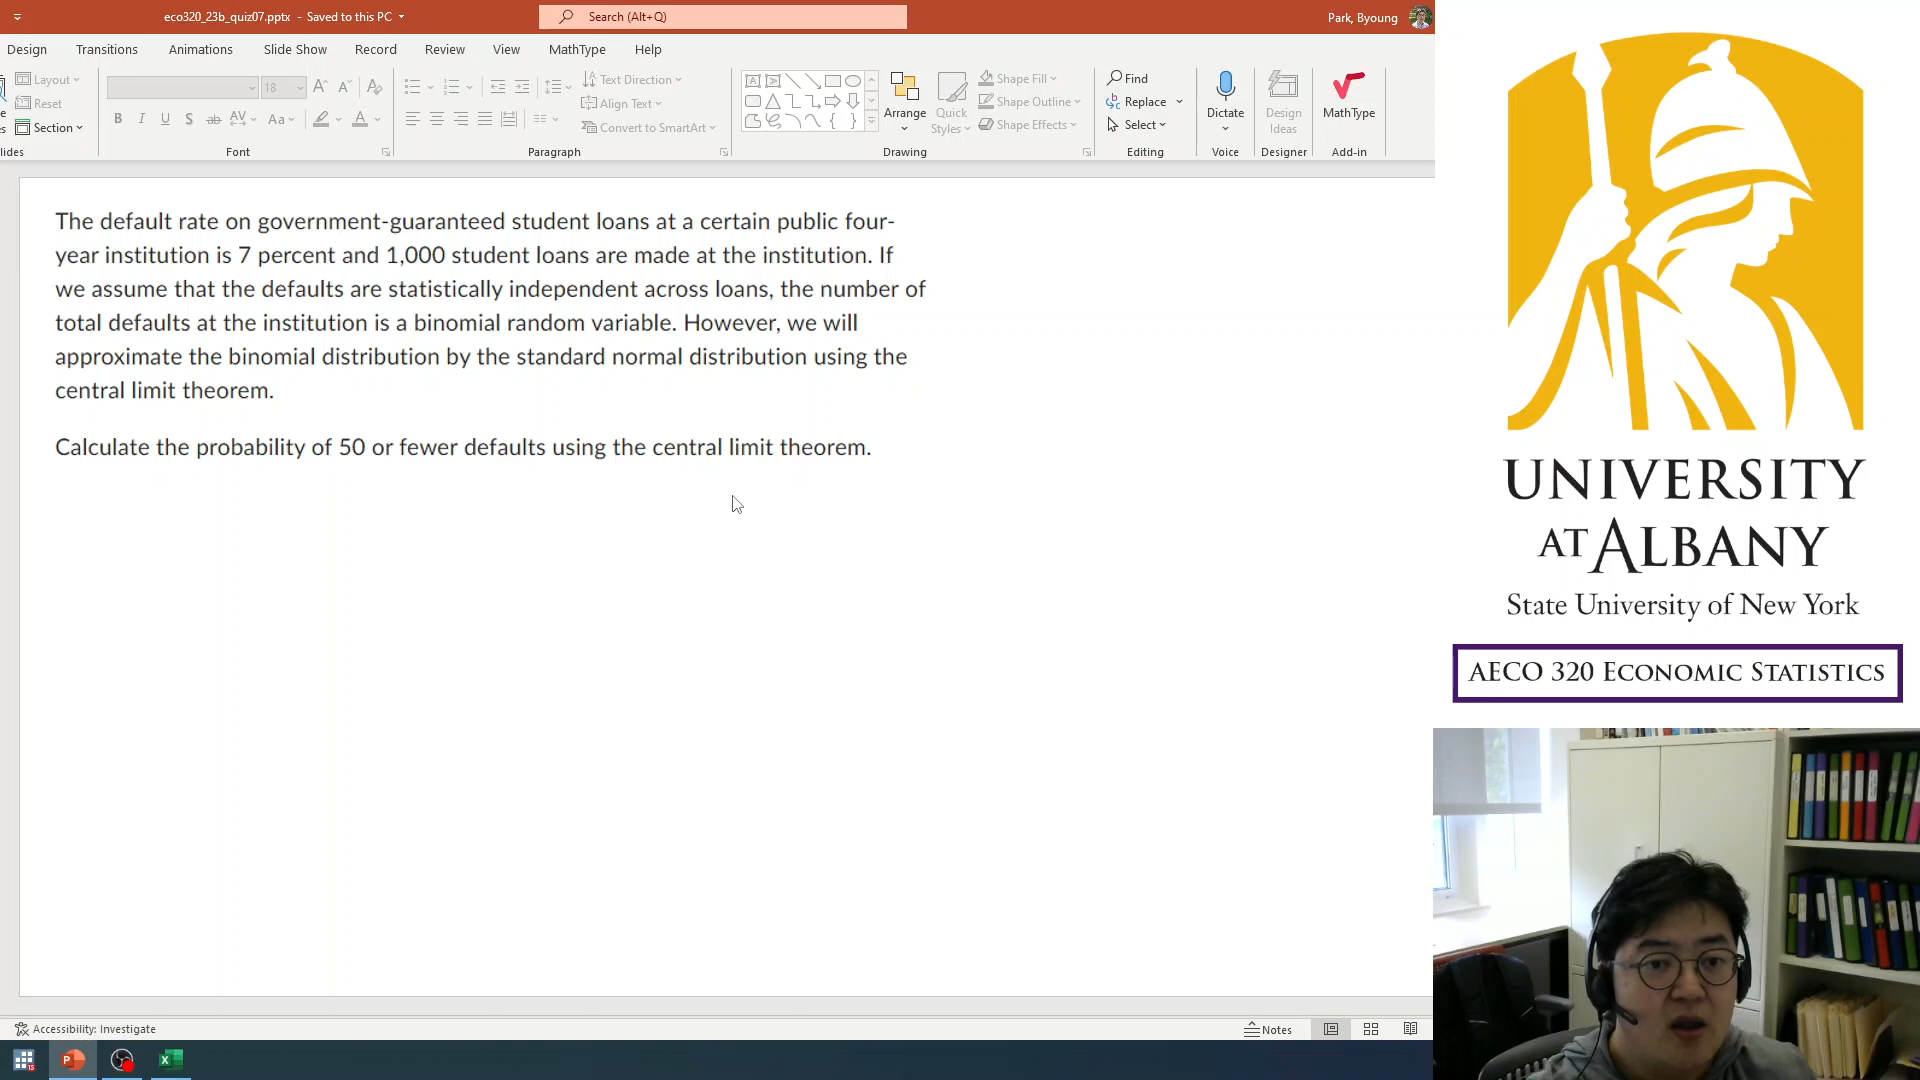 eco320_23b_quiz07.pptx - Saved to this PC
Search (Alt+Q)
Park, Byoung
Design Transitions Animations Slide Show Record Review View MathType Help
Layout
Reset
Section
lides
18
B I U S ab AV Aa A
Font
Text Direction
Align Text
Convert to SmartArt
Paragraph
Arrange
Quick Styles
Shape Fill
Shape Outline
Shape Effects
Drawing
Find
Replace
Select
Editing
Dictate
Voice
Design Ideas
Designer
MathType
Add-in
The default rate on government-guaranteed student loans at a certain public four-
year institution is 7 percent and 1,000 student loans are made at the institution. If
we assume that the defaults are statistically independent across loans, the number of
total defaults at the institution is a binomial random variable. However, we will
approximate the binomial distribution by the standard normal distribution using the
central limit theorem.
Calculate the probability of 50 or fewer defaults using the central limit theorem.
UNIVERSITY
AT ALBANY
State University of New York
AECO 320 ECONOMIC STATISTICS
Accessibility: Investigate
Notes